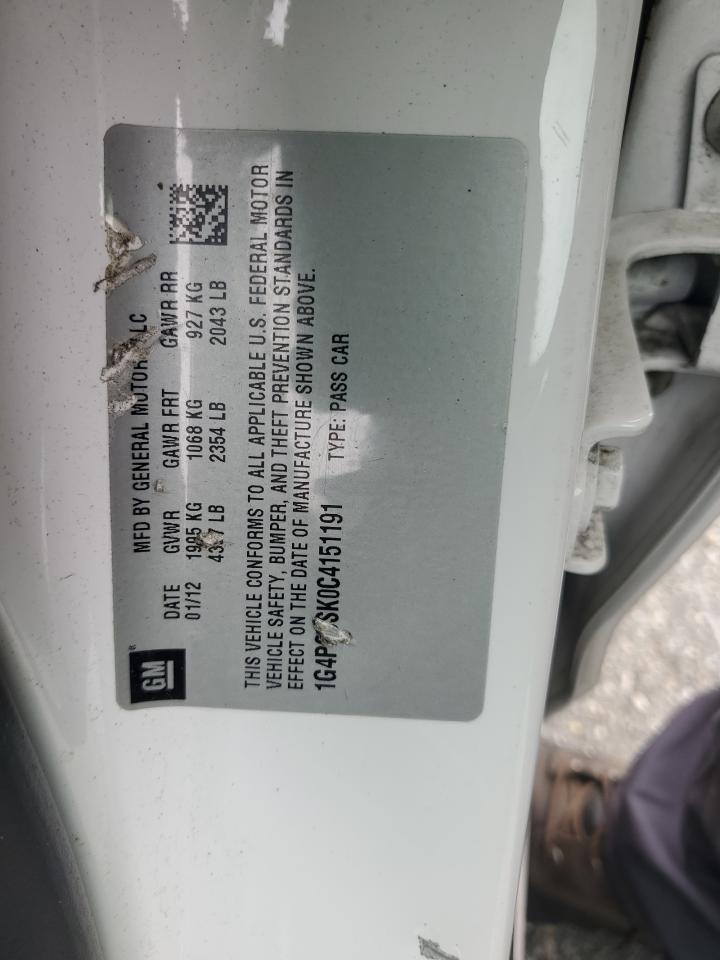 GM®
MFD BY GENERAL
DATE GVWR GAWR FRT GAWR RR
01/12 KG 1068 KG 927 KG
LB 2354 LB 2043 LB
THIS VEHICLE CONFORMS TO ALL APPLICABLE U.S. FEDERAL MOTOR
VEHICLE SAFETY, BUMPER, AND THEFT PREVENTION STANDARDS IN
EFFECT ON THE DATE OF MANUFACTURE SHOWN ABOVE.
TYPE: PASS CAR